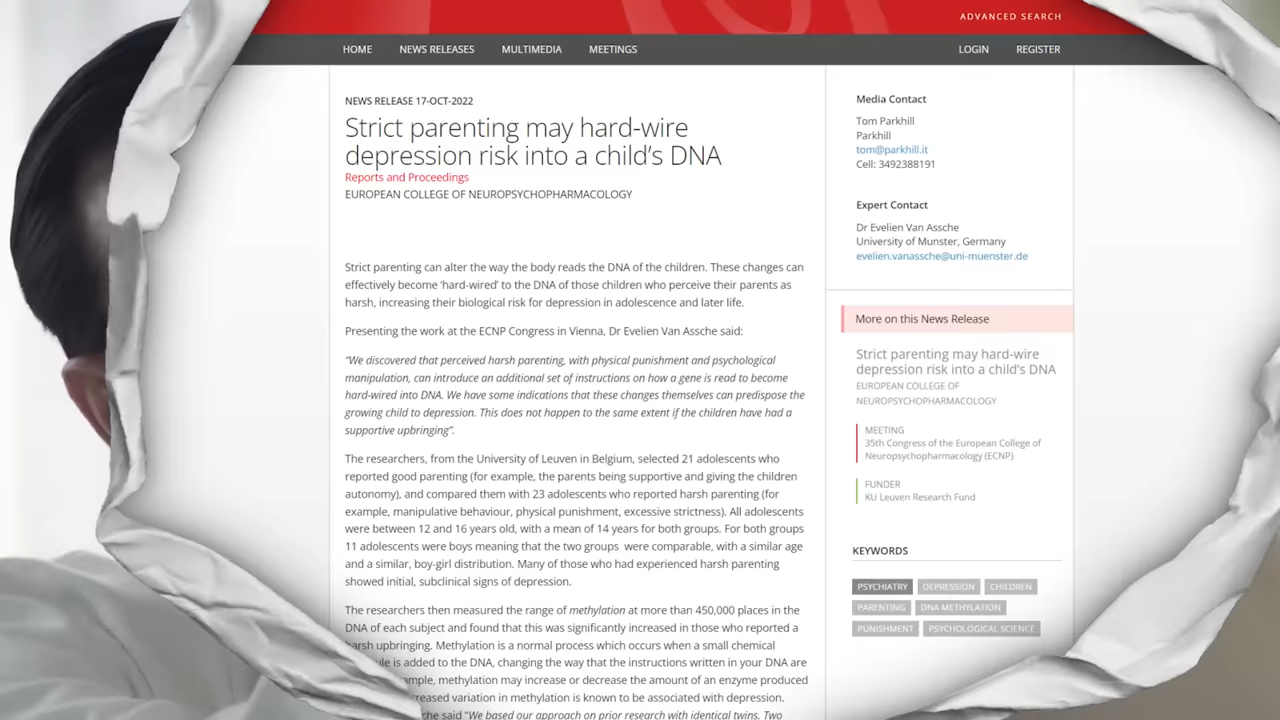 ADVANCED SEARCH
HOME NEWS RELEASES MULTIMEDIA MEETINGS LOGIN REGISTER
NEWS RELEASE 17-OCT-2022
Strict parenting may hard-wire
depression risk into a child's DNA
Reports and Proceedings
EUROPEAN COLLEGE OF NEUROPSYCHOPHARMACOLOGY
Strict parenting can alter the way the body reads the DNA of the children. These changes can
effectively become 'hard-wired' to the DNA of those children who perceive their parents as
harsh, increasing their biological risk for depression in adolescence and later life.
Presenting the work at the ECNP Congress in Vienna, Dr Evelien Van Assche said:
"We discovered that perceived harsh parenting, with physical punishment and psychological
manipulation, can introduce an additional set of instructions on how a gene is read to become
hard-wired into DNA. We have some indications that these changes themselves can predispose the
growing child to depression. This does not happen to the same extent if the children have had a
supportive upbringing".
The researchers, from the University of Leuven in Belgium, selected 21 adolescents who
reported good parenting (for example, the parents being supportive and giving the children
autonomy), and compared them with 23 adolescents who reported harsh parenting (for
example, manipulative behaviour, physical punishment, excessive strictness). All adolescents
were between 12 and 16 years old, with a mean of 14 years for both groups. For both groups
11 adolescents were boys meaning that the two groups were comparable, with a similar age
and a similar, boy-girl distribution. Many of those who had experienced harsh parenting
showed initial, subclinical signs of depression.
The researchers then measured the range of methylation at more than 450,000 places in the
DNA of each subject and found that this was significantly increased in those who reported a
harsh upbringing. Methylation is a normal process which occurs when a small chemical
is added to the DNA, changing the way that the instructions written in your DNA are
methylation may increase or decrease the amount of an enzyme produced
variation in methylation is known to be associated with depression.
said "We based our approach on prior research with identical twins. Two
Media Contact
Tom Parkhill
Parkhill
tom@parkhill.it
Cell: 3492388191
Expert Contact
Dr Evelien Van Assche
University of Munster, Germany
evelien.vanassche@uni-muenster.de
More on this News Release
Strict parenting may hard-wire
depression risk into a child's DNA
EUROPEAN COLLEGE OF
NEUROPSYCHOPHARMACOLOGY
MEETING
35th Congress of the European College of
Neuropsychopharmacology (ECNP)
FUNDER
KU Leuven Research Fund
KEYWORDS
PSYCHIATRY DEPRESSION CHILDREN
PARENTING DNA METHYLATION
PUNISHMENT PSYCHOLOGICAL SCIENCE